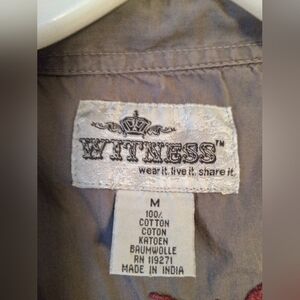 WITNESS™
wear it. live it. share it.
M
100%
COTTON
COTON
KATOEN
BAUMWOLLE
RN 119271
MADE IN INDIA